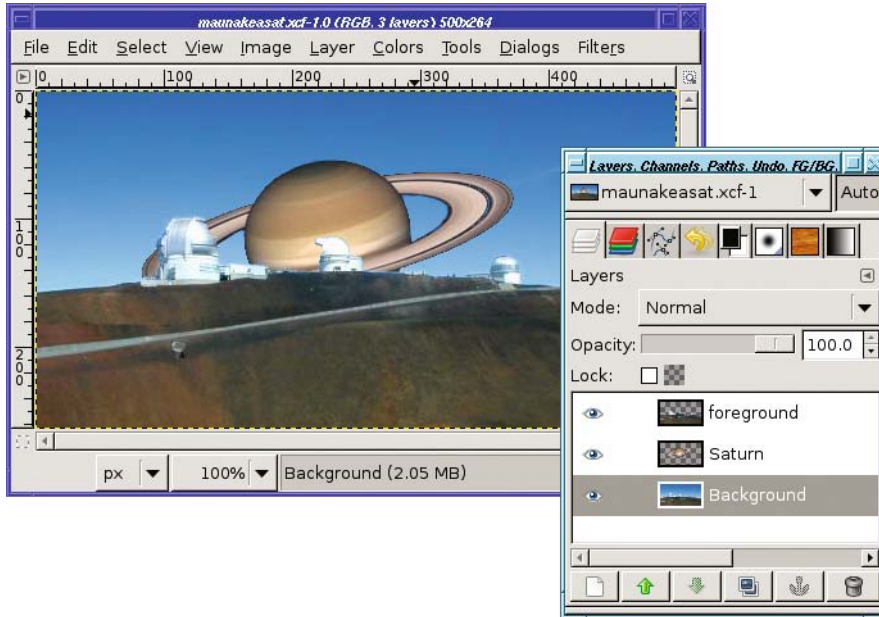 maunakeasat.xcf-1.0 (RGB, 3 layers) 500x264
File Edit Select View Image Layer Colors Tools Dialogs Filters
0 100 200 300 400
0
100
200
px 100% Background (2.05 MB)
Layers, Channels, Paths, Undo, FG/BG,
maunakeasat.xcf-1 Auto
Layers
Mode: Normal
Opacity: 100.0
Lock:
foreground
Saturn
Background